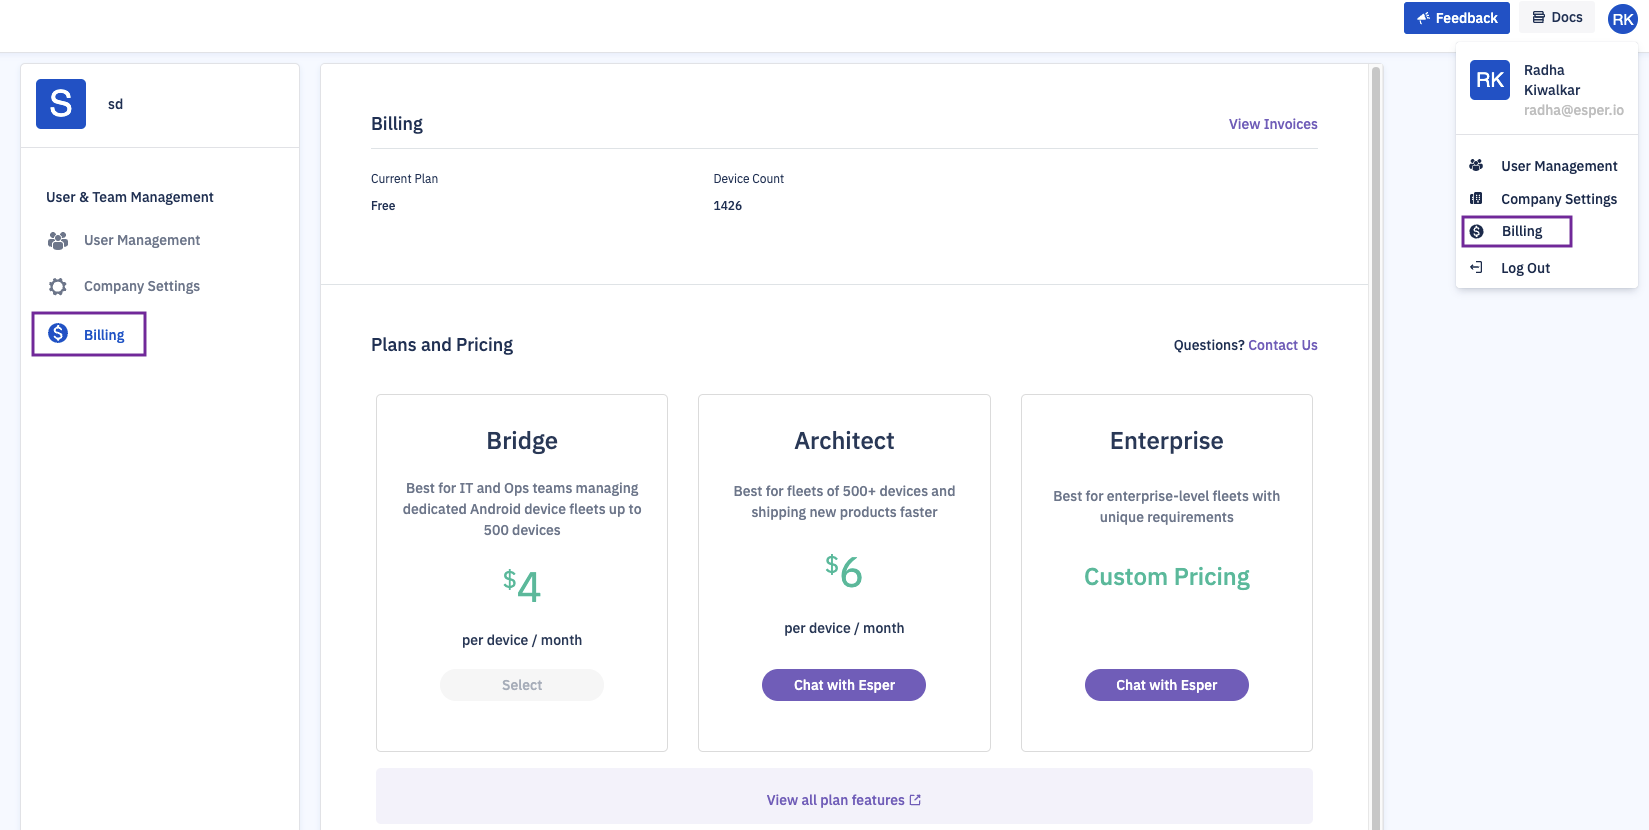 Feedback
Docs
RK
RK
Radha
Kiwalkar
radha@esper.io
User Management
Company Settings
Billing
Log Out
S
sd
User & Team Management
User Management
Company Settings
Billing
Billing
View Invoices
Current Plan
Device Count
Free
1426
Plans and Pricing
Questions? Contact Us
Bridge
Best for IT and Ops teams managing
dedicated Android device fleets up to
500 devices
$4
per device / month
Select
Architect
Best for fleets of 500+ devices and
shipping new products faster
$6
per device / month
Chat with Esper
Enterprise
Best for enterprise-level fleets with
unique requirements
Custom Pricing
Chat with Esper
View all plan features